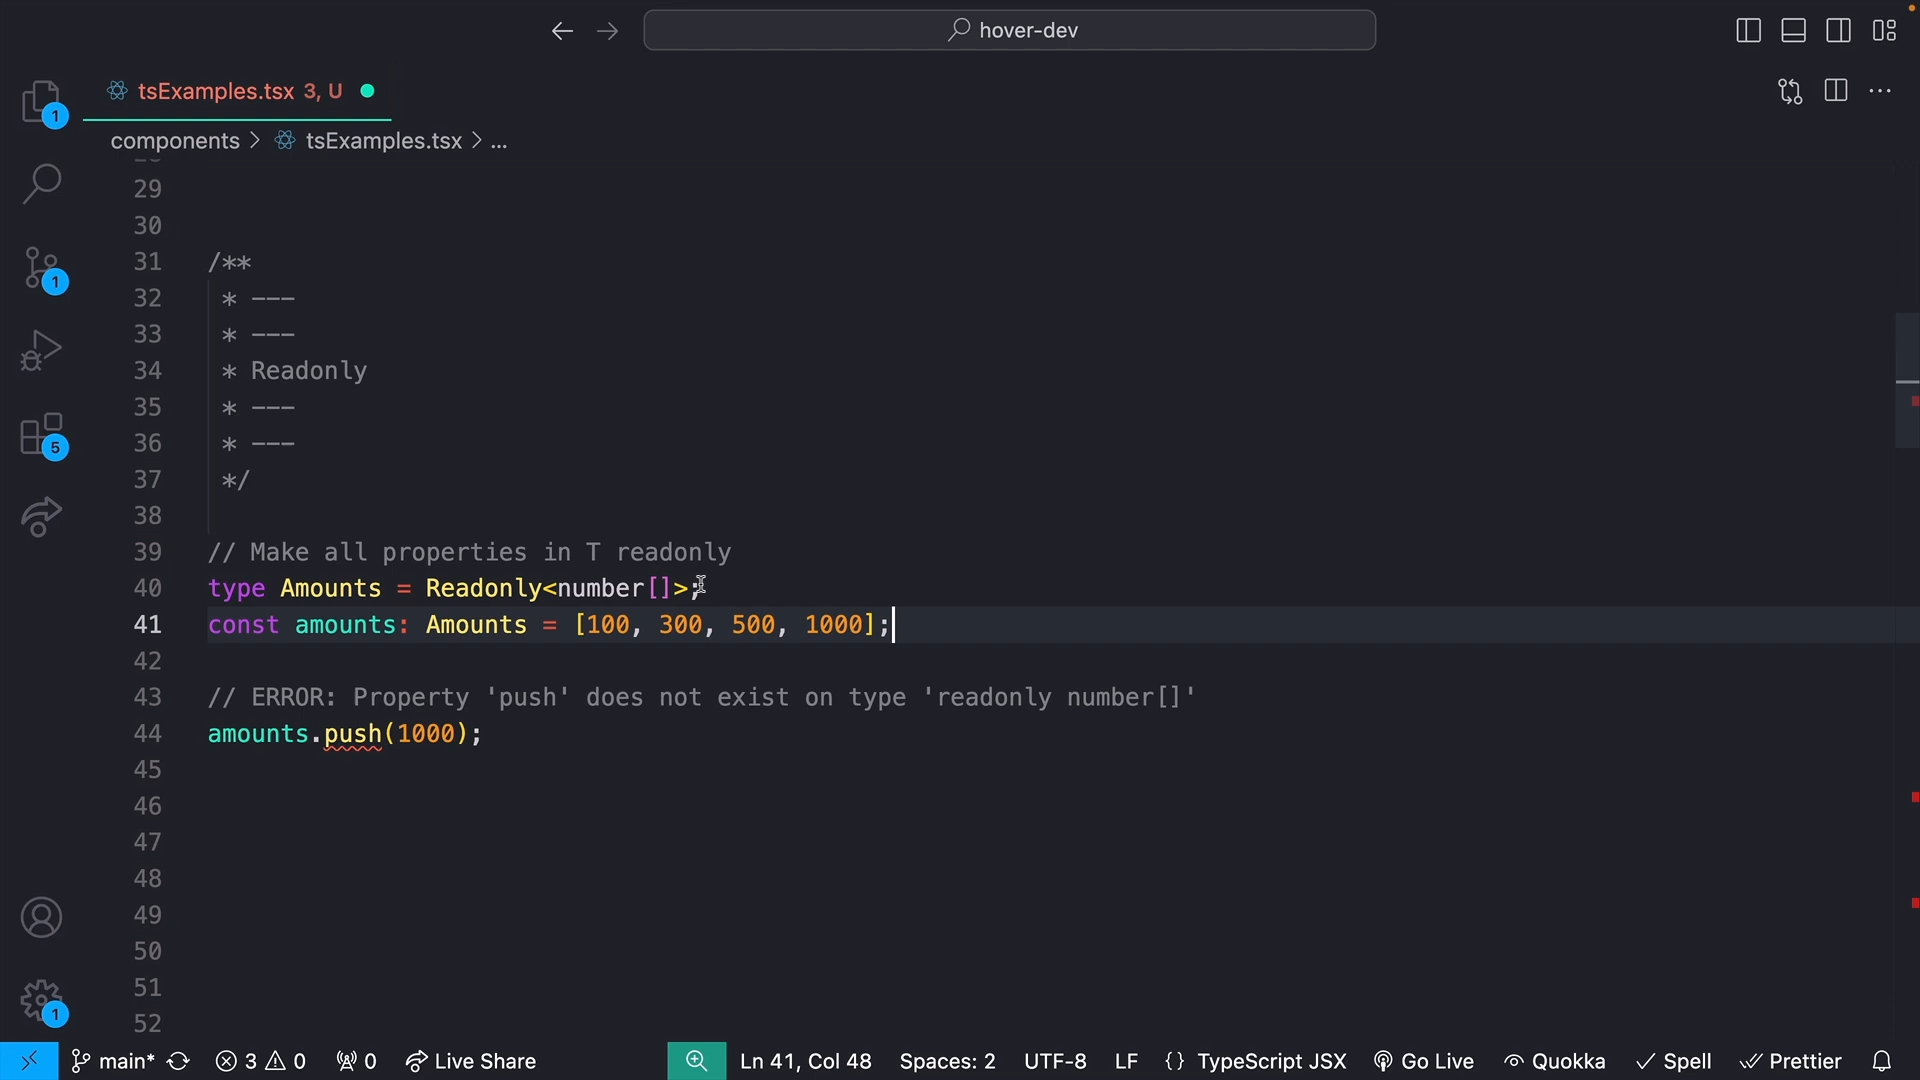 hover-dev
tsExamples.tsx 3, U
components > tsExamples.tsx > ...
1
1
5
1
29
30
31 /**
32 * ---
33 * ---
34 * Readonly
35 * ---
36 * ---
37 */
38
39 // Make all properties in T readonly
40 type Amounts = Readonly<number[]>;
41 const amounts: Amounts = [100, 300, 500, 1000];
42
43 // ERROR: Property 'push' does not exist on type 'readonly number[]'
44 amounts.push(1000);
45
46
47
48
49
50
51
52
main* 3 0 0 Live Share Ln 41, Col 48 Spaces: 2 UTF-8 LF {} TypeScript JSX Go Live Quokka Spell Prettier